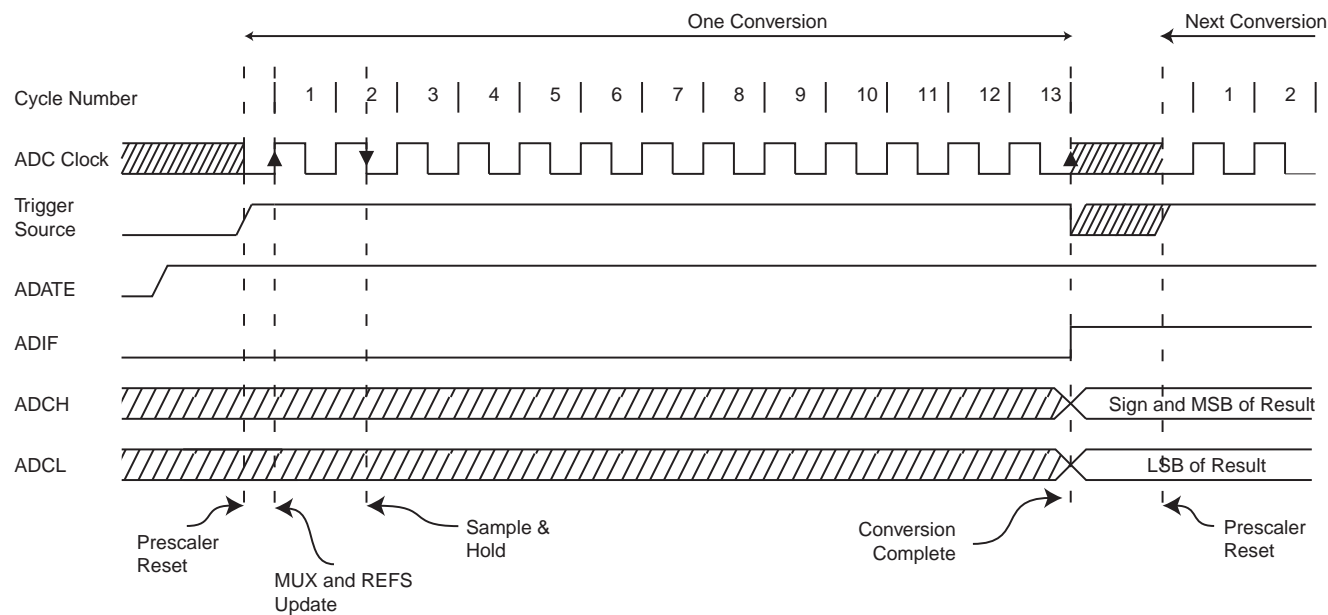 One Conversion
Next Conversion
Cycle Number
1 2 3 4 5 6 7 8 9 10 11 12 13 1 2
ADC Clock
Trigger
Source
ADATE
ADIF
ADCH
Sign and MSB of Result
ADCL
LSB of Result
Prescaler
Reset
MUX and REFS
Update
Sample &
Hold
Conversion
Complete
Prescaler
Reset